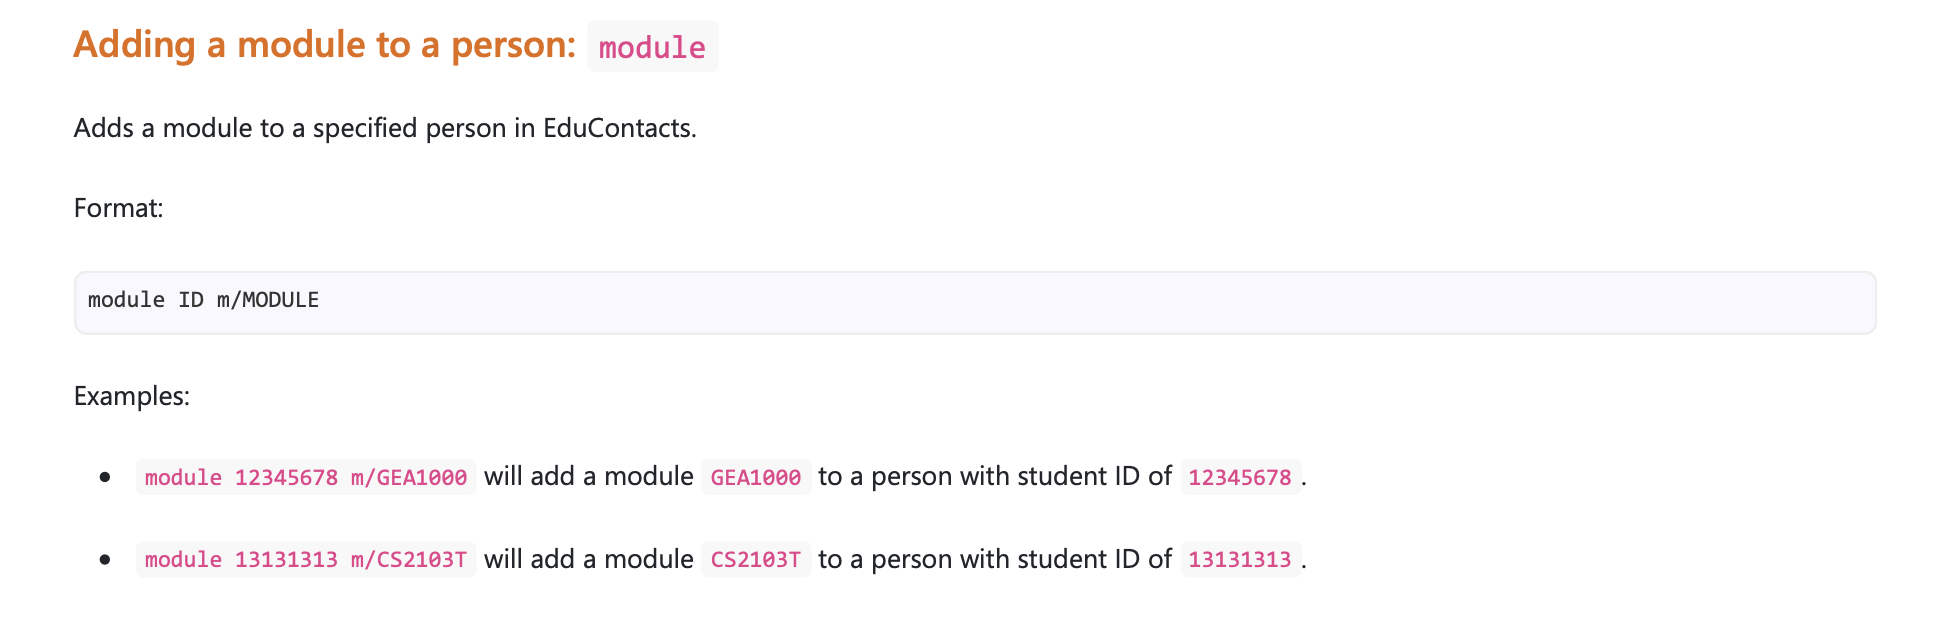 Adding a module to a person: module
Adds a module to a specified person in EduContacts.
Format:
module ID m/MODULE
Examples:
module 12345678 m/GEA1000 will add a module GEA1000 to a person with student ID of 12345678.
module 13131313 m/CS2103T will add a module CS2103T to a person with student ID of 13131313.